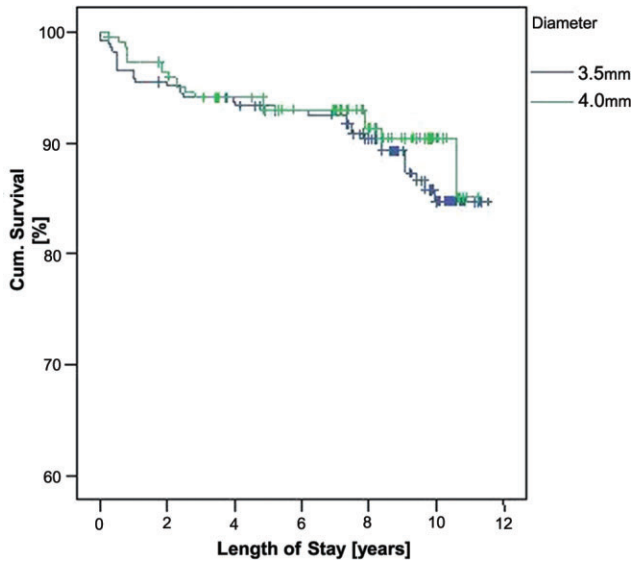 Diameter
3.5mm
4.0mm
100
90
80
70
60
Cum. Survival
[%]
0 2 4 6 8 10 12
Length of Stay [years]